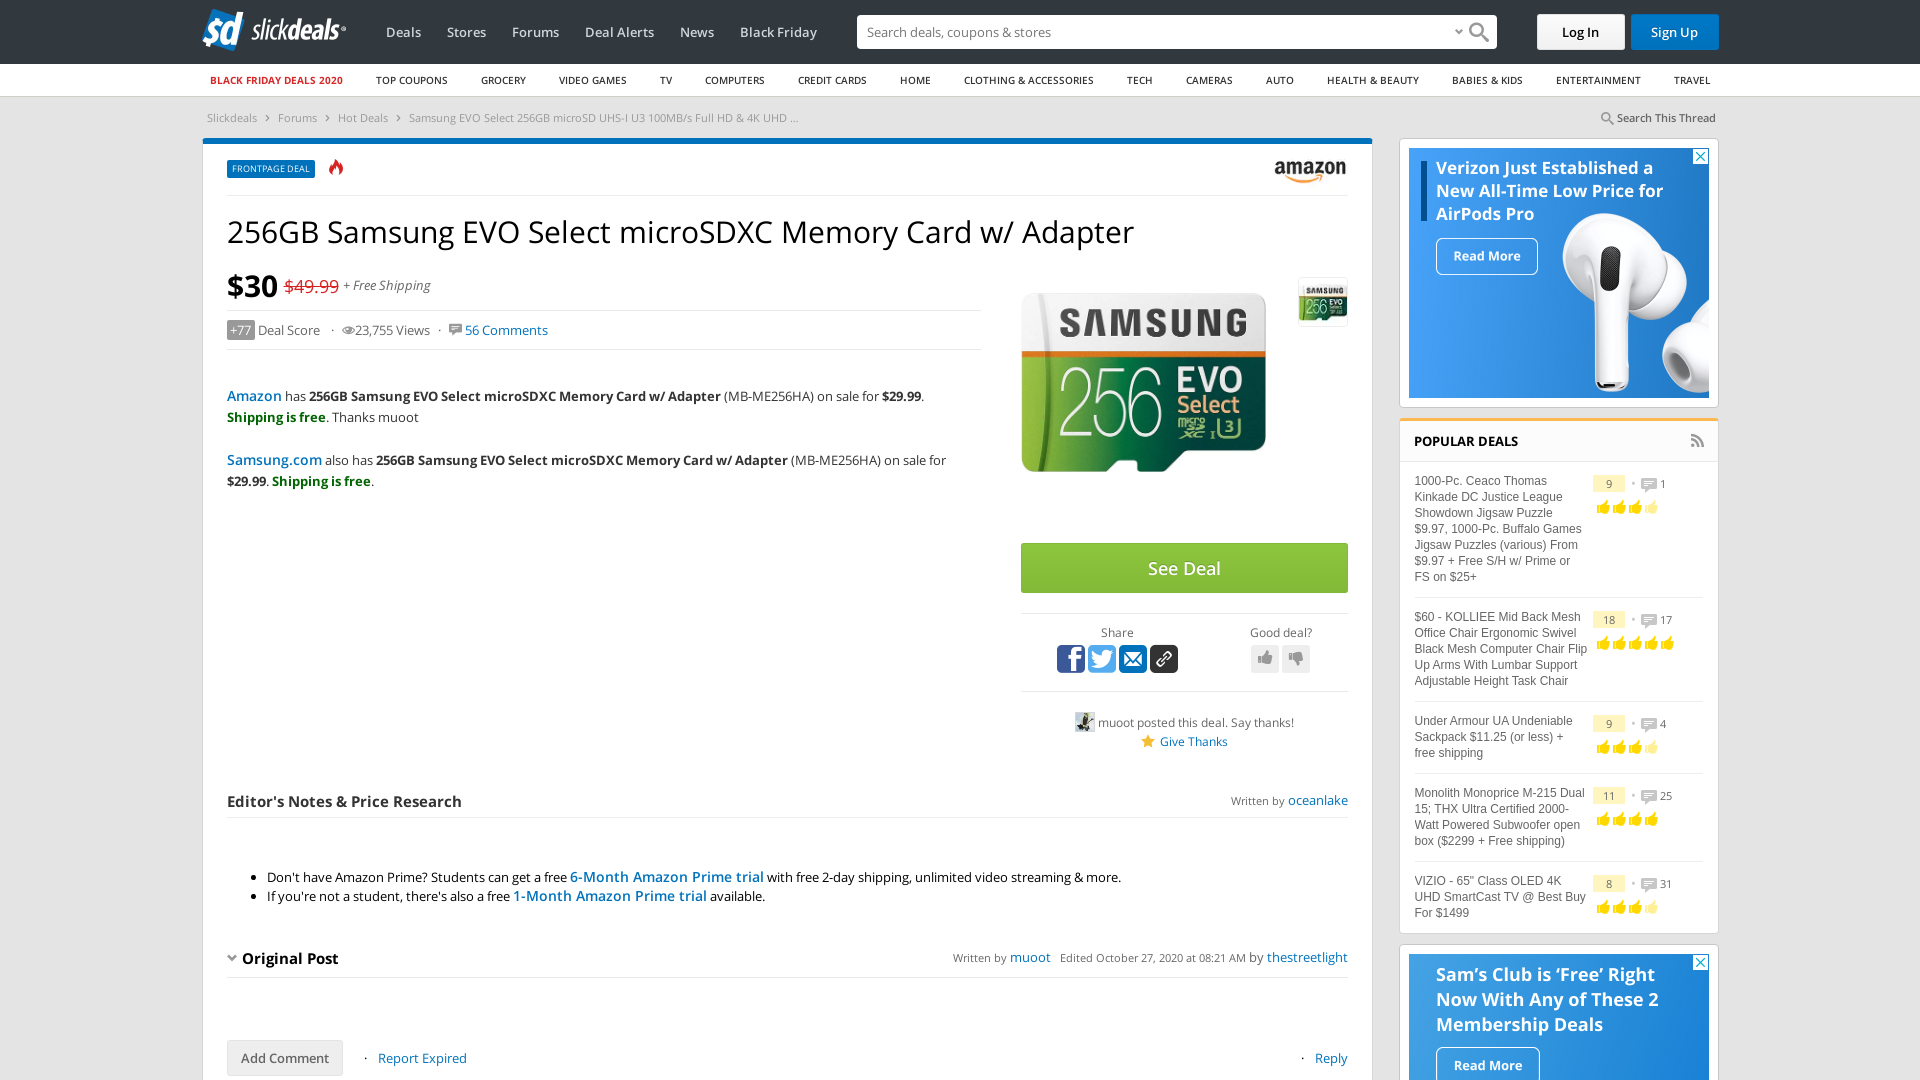 sd slickdeals
Deals Stores Forums Deal Alerts News Black Friday
Search deals, coupons & shops
Log In Sign Up
BLACK FRIDAY DEALS 2020 TOP COUPONS GROCERY VIDEO GAMES TV COMPUTERS CREDIT CARDS HOME CLOTHING & ACCESSORIES TECH CAMERAS AUTO HEALTH & BEAUTY BABIES & KIDS ENTERTAINMENT TRAVEL
Slickdeals › Forums › Hot Deals › Samsung EVO Select 256GB microSD UHS-I U3 100MB/s Full HD & 4K UHD ...
Search This Thread
FRONTPAGE DEAL
amazon
256GB Samsung EVO Select microSDXC Memory Card w/ Adapter
$30 $49.99 + Free Shipping
+77 Deal Score · 23,755 Views · 56 Comments
Amazon has 256GB Samsung EVO Select microSDXC Memory Card w/ Adapter (MB-ME256HA) on sale for $29.99.
Shipping is free. Thanks muoot
Samsung.com also has 256GB Samsung EVO Select microSDXC Memory Card w/ Adapter (MB-ME256HA) on sale for
$29.99. Shipping is free.
SAMSUNG
256 EVO
Select
micro
SD XC I U3
SAMSUNG
256 EVO
Select
See Deal
Share
Good deal?
muoot posted this deal. Say thanks!
Give Thanks
Editor's Notes & Price Research
Written by oceanlake
• Don't have Amazon Prime? Students can get a free 6-Month Amazon Prime trial with free 2-day shipping, unlimited video streaming & more.
• If you're not a student, there's also a free 1-Month Amazon Prime trial available.
Original Post
Written by muoot Edited October 27, 2020 at 08:21 AM by thestreetlight
Add Comment · Report Expired
· Reply
Verizon Just Established a
New All-Time Low Price for
AirPods Pro
Read More
POPULAR DEALS
1000-Pc. Ceaco Thomas
Kinkade DC Justice League
Showdown Jigsaw Puzzle
$9.97, 1000-Pc. Buffalo Games
Jigsaw Puzzles (various) From
$9.97 + Free S/H w/ Prime or
FS on $25+
9 • 1
$60 - KOLLIEE Mid Back Mesh
Office Chair Ergonomic Swivel
Black Mesh Computer Chair Flip
Up Arms With Lumbar Support
Adjustable Height Task Chair
18 • 17
Under Armour UA Undeniable
Sackpack $11.25 (or less) +
free shipping
9 • 4
Monolith Monoprice M-215 Dual
15; THX Ultra Certified 2000-
Watt Powered Subwoofer open
box ($2299 + Free shipping)
11 • 25
VIZIO - 65" Class OLED 4K
UHD SmartCast TV @ Best Buy
For $1499
8 • 31
Sam's Club is 'Free' Right
Now With Any of These 2
Membership Deals
Read More